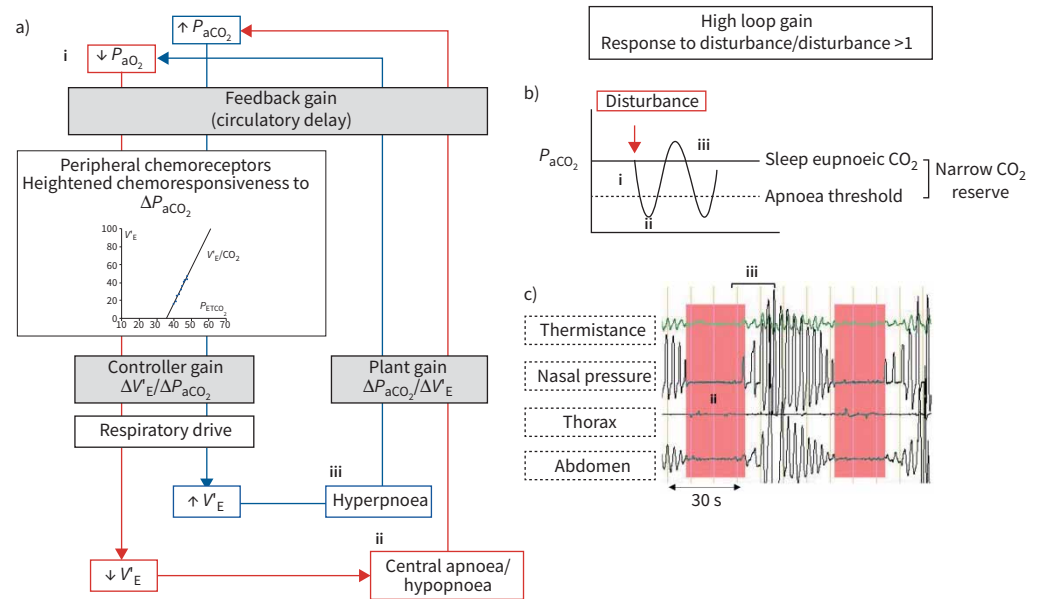 a)
↑ PaCO2
i
↓ PaO2
Feedback gain
(circulatory delay)
Peripheral chemoreceptors
Heightened chemoresponsiveness to
ΔPaCO2
100
80
60
40
20
0
V'E
V'E/CO2
PETCO2
10 20 30 40 50 60 70
Controller gain
ΔV'E/ΔPaCO2
Plant gain
ΔPaCO2/ΔV'E
Respiratory drive
iii
↑ V'E
Hyperpnoea
ii
↓ V'E
Central apnoea/
hypopnoea
High loop gain
Response to disturbance/disturbance >1
b)
Disturbance
PaCO2
i
ii
iii
Sleep eupnoeic CO2
Apnoea threshold
Narrow CO2
reserve
c)
iii
Thermistance
Nasal pressure
ii
Thorax
Abdomen
30 s